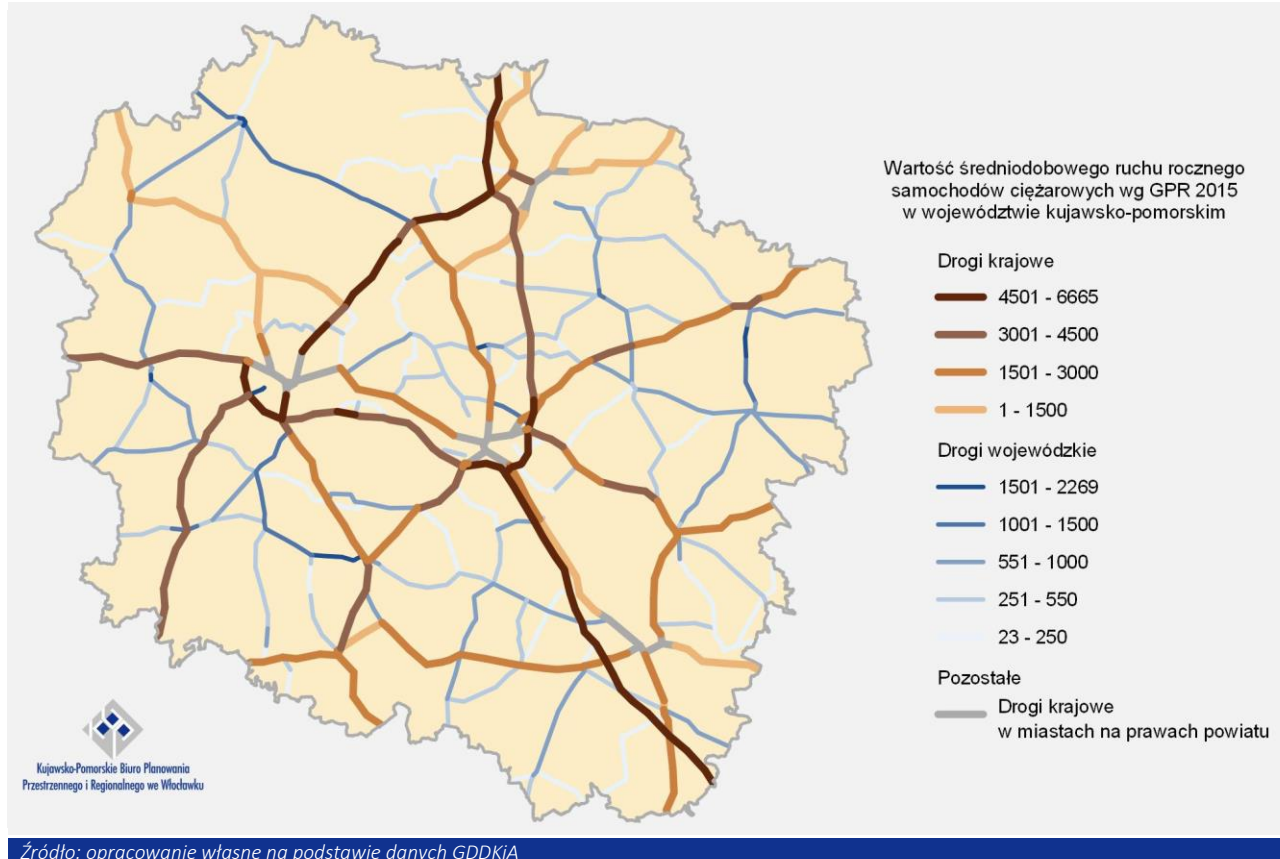 Wartość średniodobowego ruchu rocznego
samochodów ciężarowych wg GPR 2015
w województwie kujawsko-pomorskim
Drogi krajowe
4501 - 6665
3001 - 4500
1501 - 3000
1 - 1500
Drogi wojewódzkie
1501 - 2269
1001 - 1500
551 - 1000
251 - 550
23 - 250
Pozostałe
Drogi krajowe
w miastach na prawach powiatu
Kujawsko-Pomorskie Biuro Planowania
Przestrzennego i Regionalnego we Włocławku
Źródło: opracowanie własne na podstawie danych GDDKiA